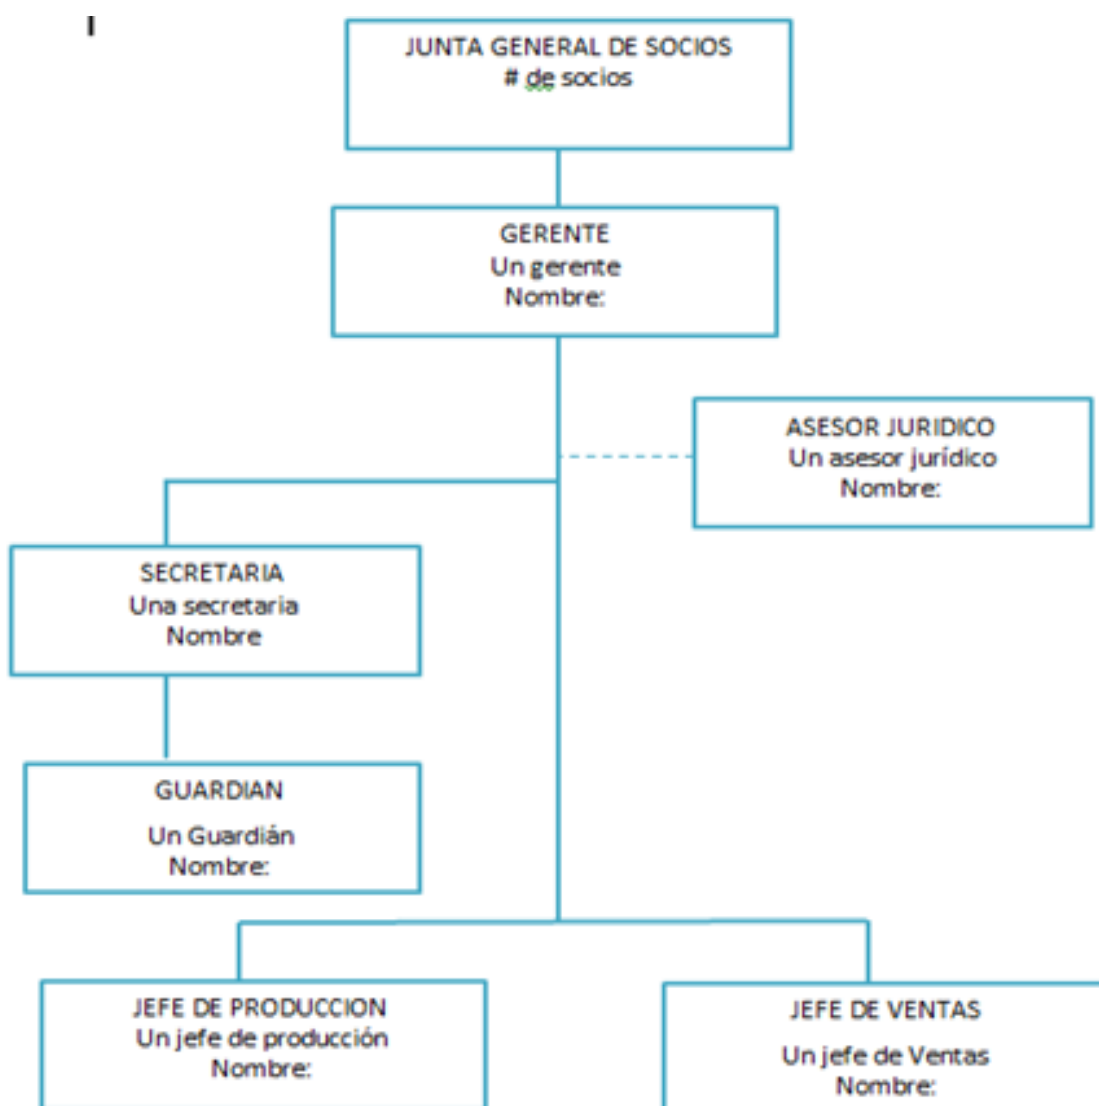 JUNTA GENERAL DE SOCIOS
# de socios
GERENTE
Un gerente
Nombre:
ASESOR JURIDICO
Un asesor jurídico
Nombre:
SECRETARIA
Una secretaria
Nombre
GUARDIAN
Un Guardián
Nombre:
JEFE DE PRODUCCION
Un jefe de producción
Nombre:
JEFE DE VENTAS
Un jefe de Ventas
Nombre: